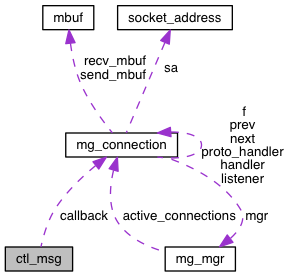 mbuf
socket_address
recv_mbuf
send_mbuf
sa
f
prev
next
proto_handler
handler
listener
mg_connection
callback
active_connections
mgr
ctl_msg
mg_mgr